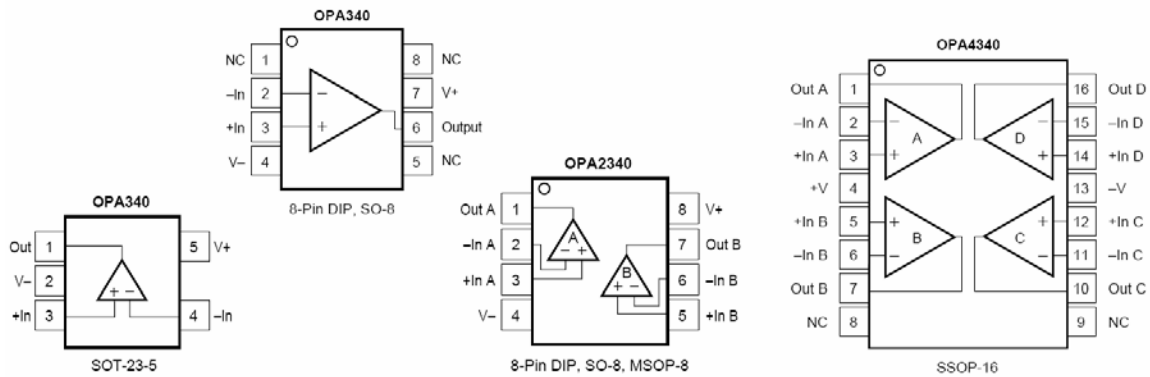 OPA340
NC 1 8 NC
–In 2 – 7 V+
+In 3 + 6 Output
V– 4 5 NC
8-Pin DIP, SO-8
OPA340
Out 1 5 V+
V– 2
+ –
+In 3 4 –In
SOT-23-5
OPA2340
Out A 1 8 V+
A
–In A 2 – + 7 Out B
B
+In A 3 + – 6 –In B
V– 4 5 +In B
8-Pin DIP, SO-8, MSOP-8
OPA4340
Out A 1 16 Out D
–In A 2 – – 15 –In D
A D
+In A 3 + + 14 +In D
+V 4 13 –V
+In B 5 + + 12 +In C
B C
–In B 6 – – 11 –In C
Out B 7 10 Out C
NC 8 9 NC
SSOP-16